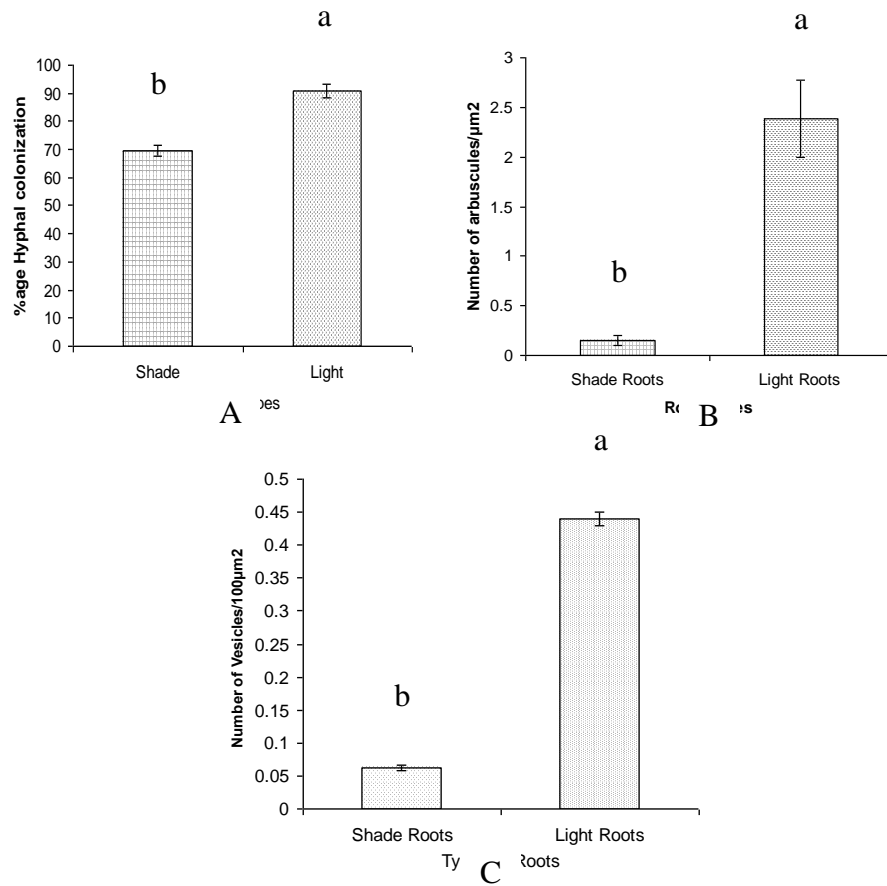 a
b
100
90
80
70
60
50
40
30
20
10
0
%age Hyphal colonization
Shade
Light
A
a
b
3
2.5
2
1.5
1
0.5
0
Number of arbuscules/µm2
Shade Roots
Light Roots
B
a
b
0.5
0.45
0.4
0.35
0.3
0.25
0.2
0.15
0.1
0.05
0
Number of Vesicles/100µm2
Shade Roots
Light Roots
Roots
C